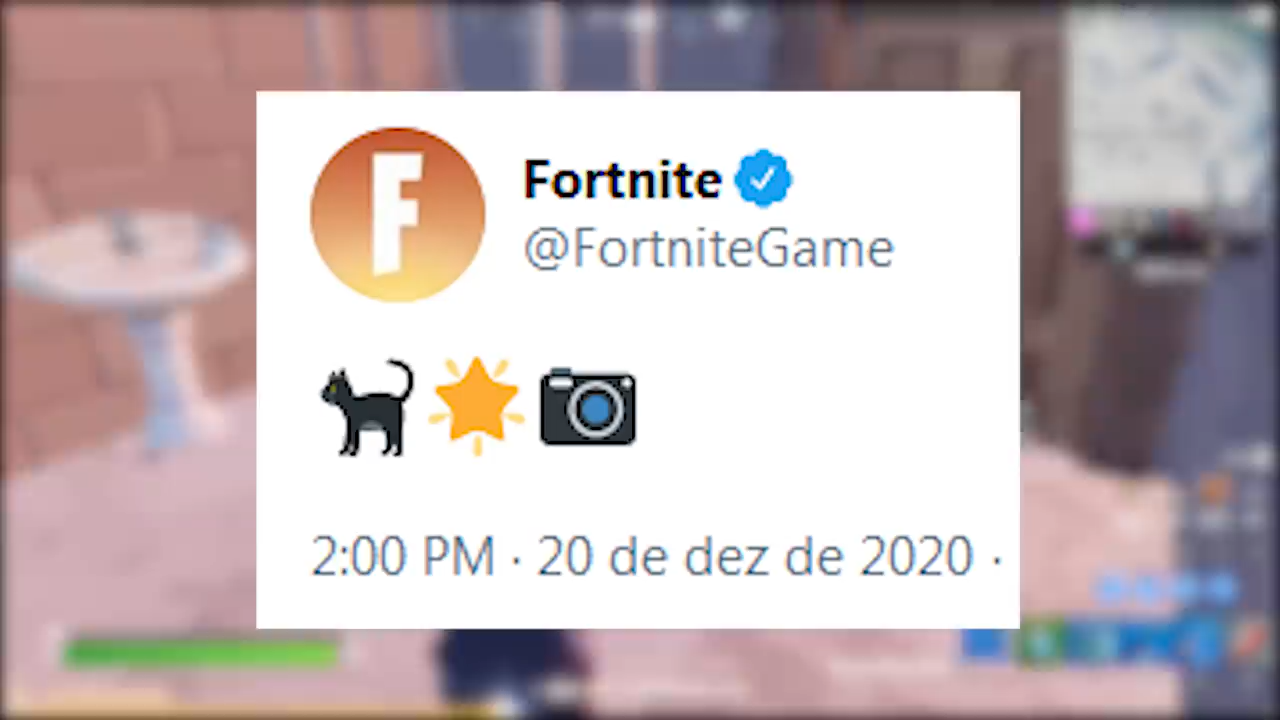 Fortnite
@FortniteGame
🐈‍⬛🌟📷
2:00 PM · 20 de dez de 2020 ·